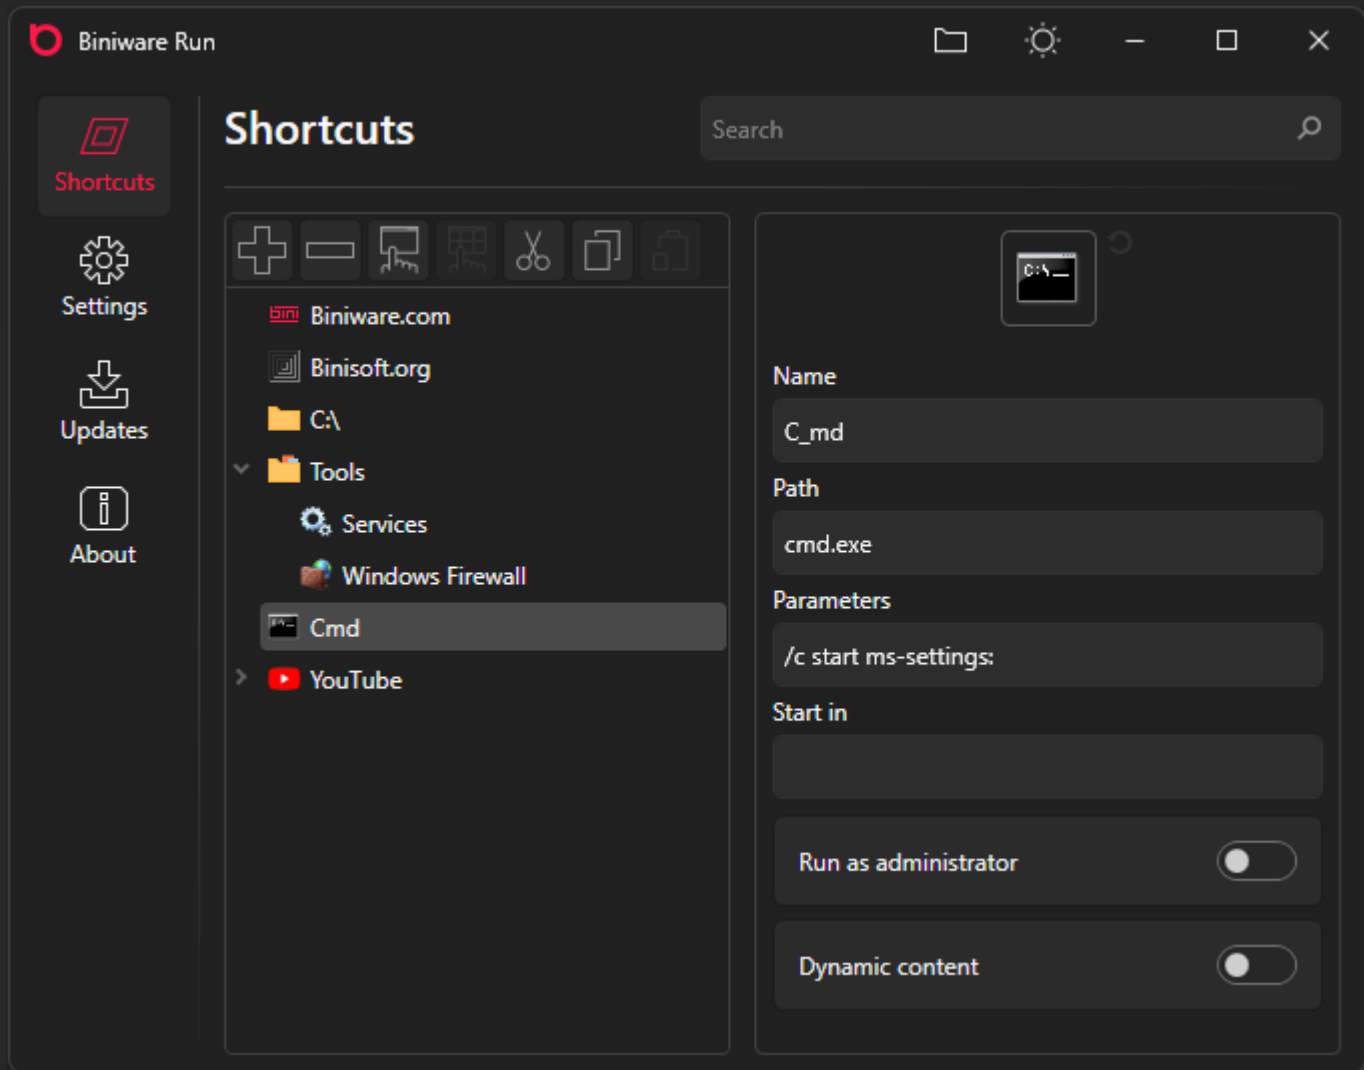 Biniware Run
Shortcuts
Settings
Updates
About
Shortcuts
Search
bini Biniware.com
Binisoft.org
C:\
Tools
Services
Windows Firewall
Cmd
YouTube
C:\_
Name
C_md
Path
cmd.exe
Parameters
/c start ms-settings:
Start in
Run as administrator
Dynamic content